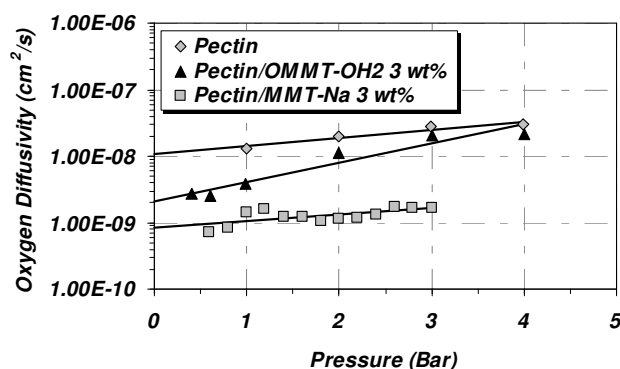 Oxygen Diffusivity (cm²/s)
1.00E-06
1.00E-07
1.00E-08
1.00E-09
1.00E-10
Pectin
Pectin/OMMT-OH2 3 wt%
Pectin/MMT-Na 3 wt%
0 1 2 3 4 5
Pressure (Bar)